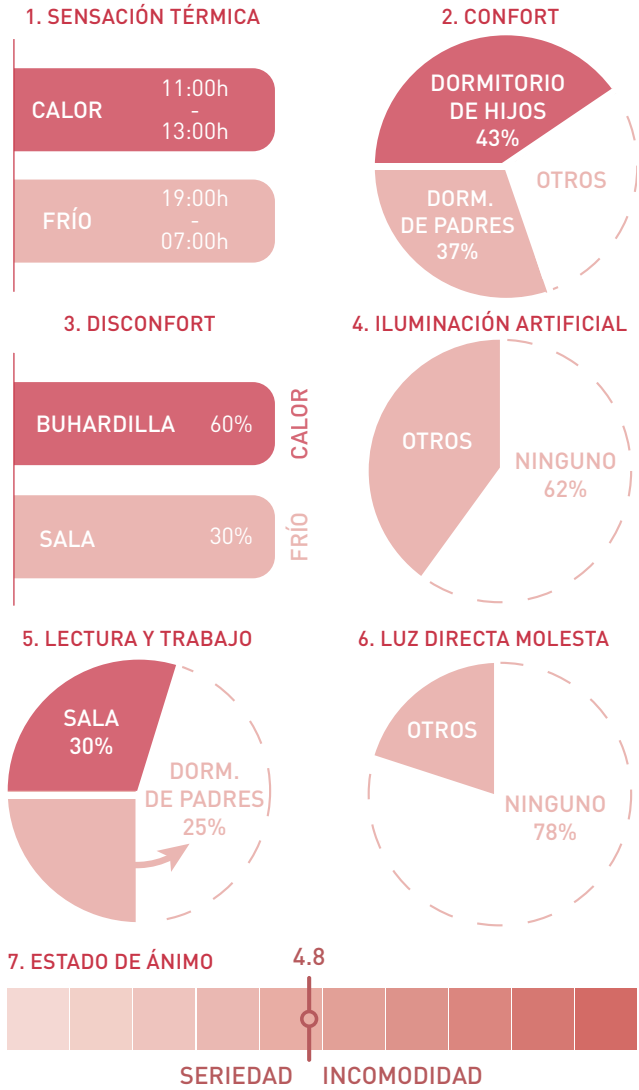 1. SENSACIÓN TÉRMICA
CALOR
11:00h
-
13:00h
FRÍO
19:00h
-
07:00h
2. CONFORT
DORMITORIO
DE HIJOS
43%
OTROS
DORM.
DE PADRES
37%
3. DISCONFORT
BUHARDILLA 60%
CALOR
SALA 30%
FRÍO
4. ILUMINACIÓN ARTIFICIAL
OTROS
NINGUNO
62%
5. LECTURA Y TRABAJO
SALA
30%
DORM.
DE PADRES
25%
6. LUZ DIRECTA MOLESTA
OTROS
NINGUNO
78%
7. ESTADO DE ÁNIMO
4.8
SERIEDAD INCOMODIDAD